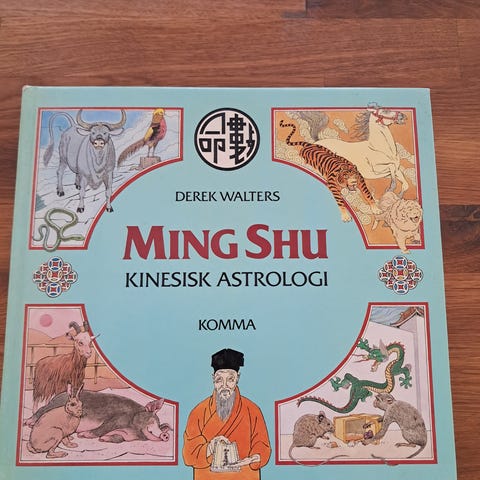 命數
DEREK WALTERS
MING SHU
KINESISK ASTROLOGI
KOMMA